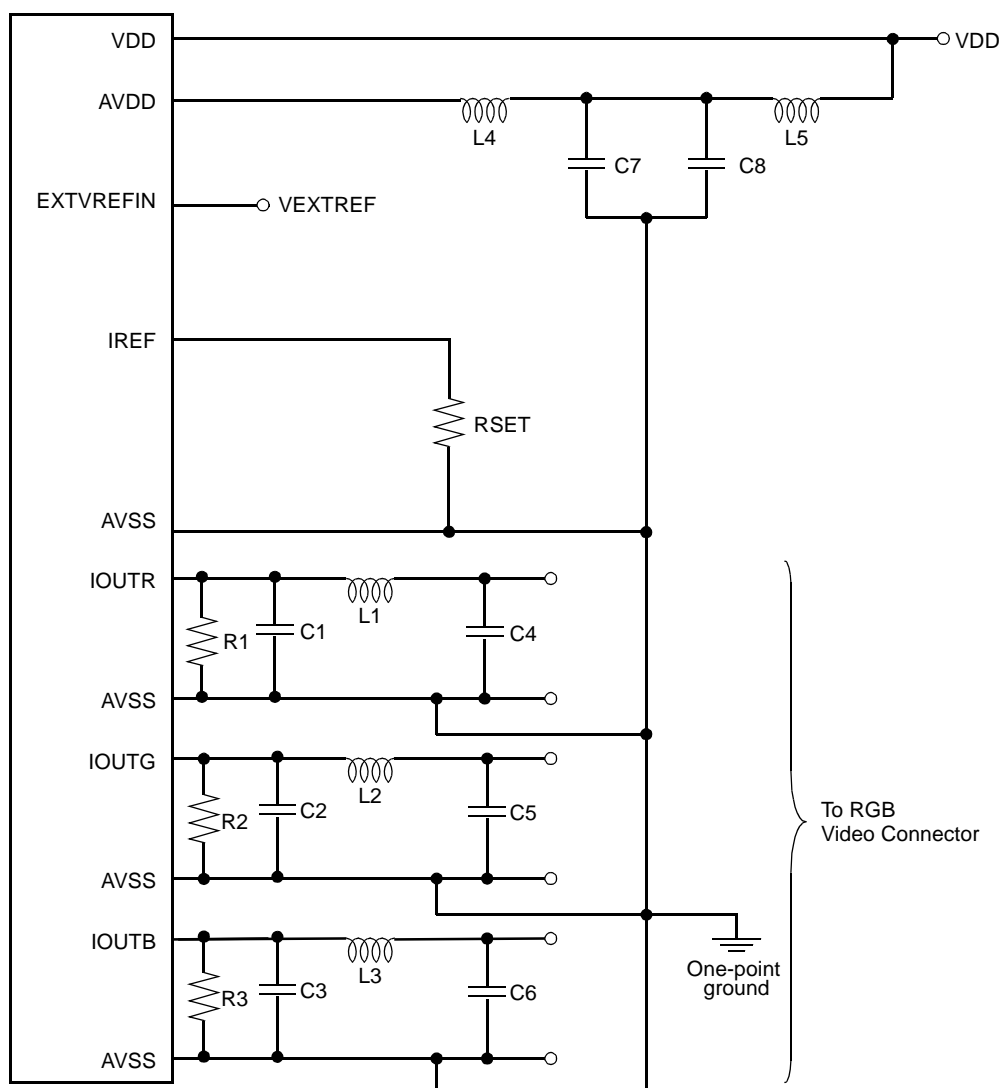 VDD
VDD
AVDD
L4
L5
C7
C8
EXTVREFIN
VEXTREF
IREF
RSET
AVSS
IOUTR
R1
C1
L1
C4
AVSS
IOUTG
R2
C2
L2
C5
To RGB
Video Connector
AVSS
IOUTB
R3
C3
L3
C6
One-point
ground
AVSS